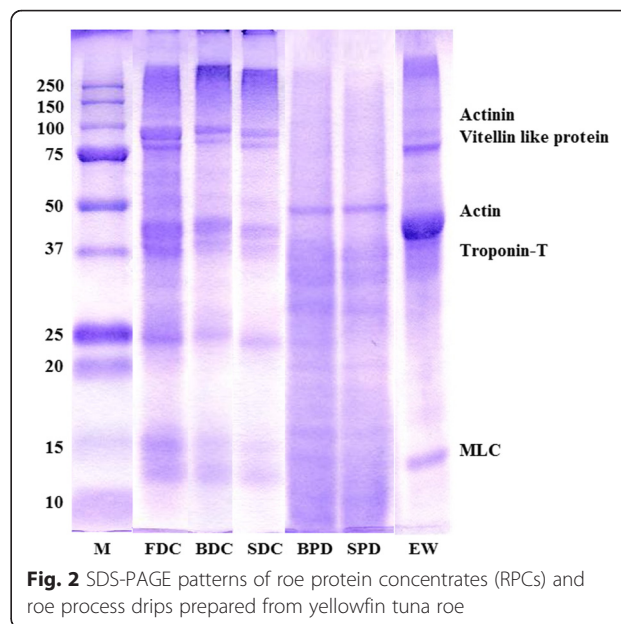 250
150
100
75
50
37
25
20
15
10
Actinin
Vitellin like protein
Actin
Troponin-T
MLC
M FDC BDC SDC BPD SPD EW
Fig. 2 SDS-PAGE patterns of roe protein concentrates (RPCs) and
roe process drips prepared from yellowfin tuna roe